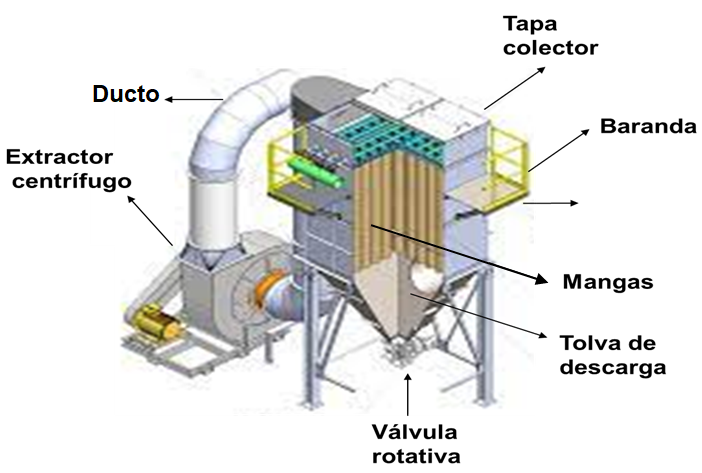 Tapa
colector
Ducto
Baranda
Extractor
centrífugo
Mangas
Tolva de
descarga
Válvula
rotativa